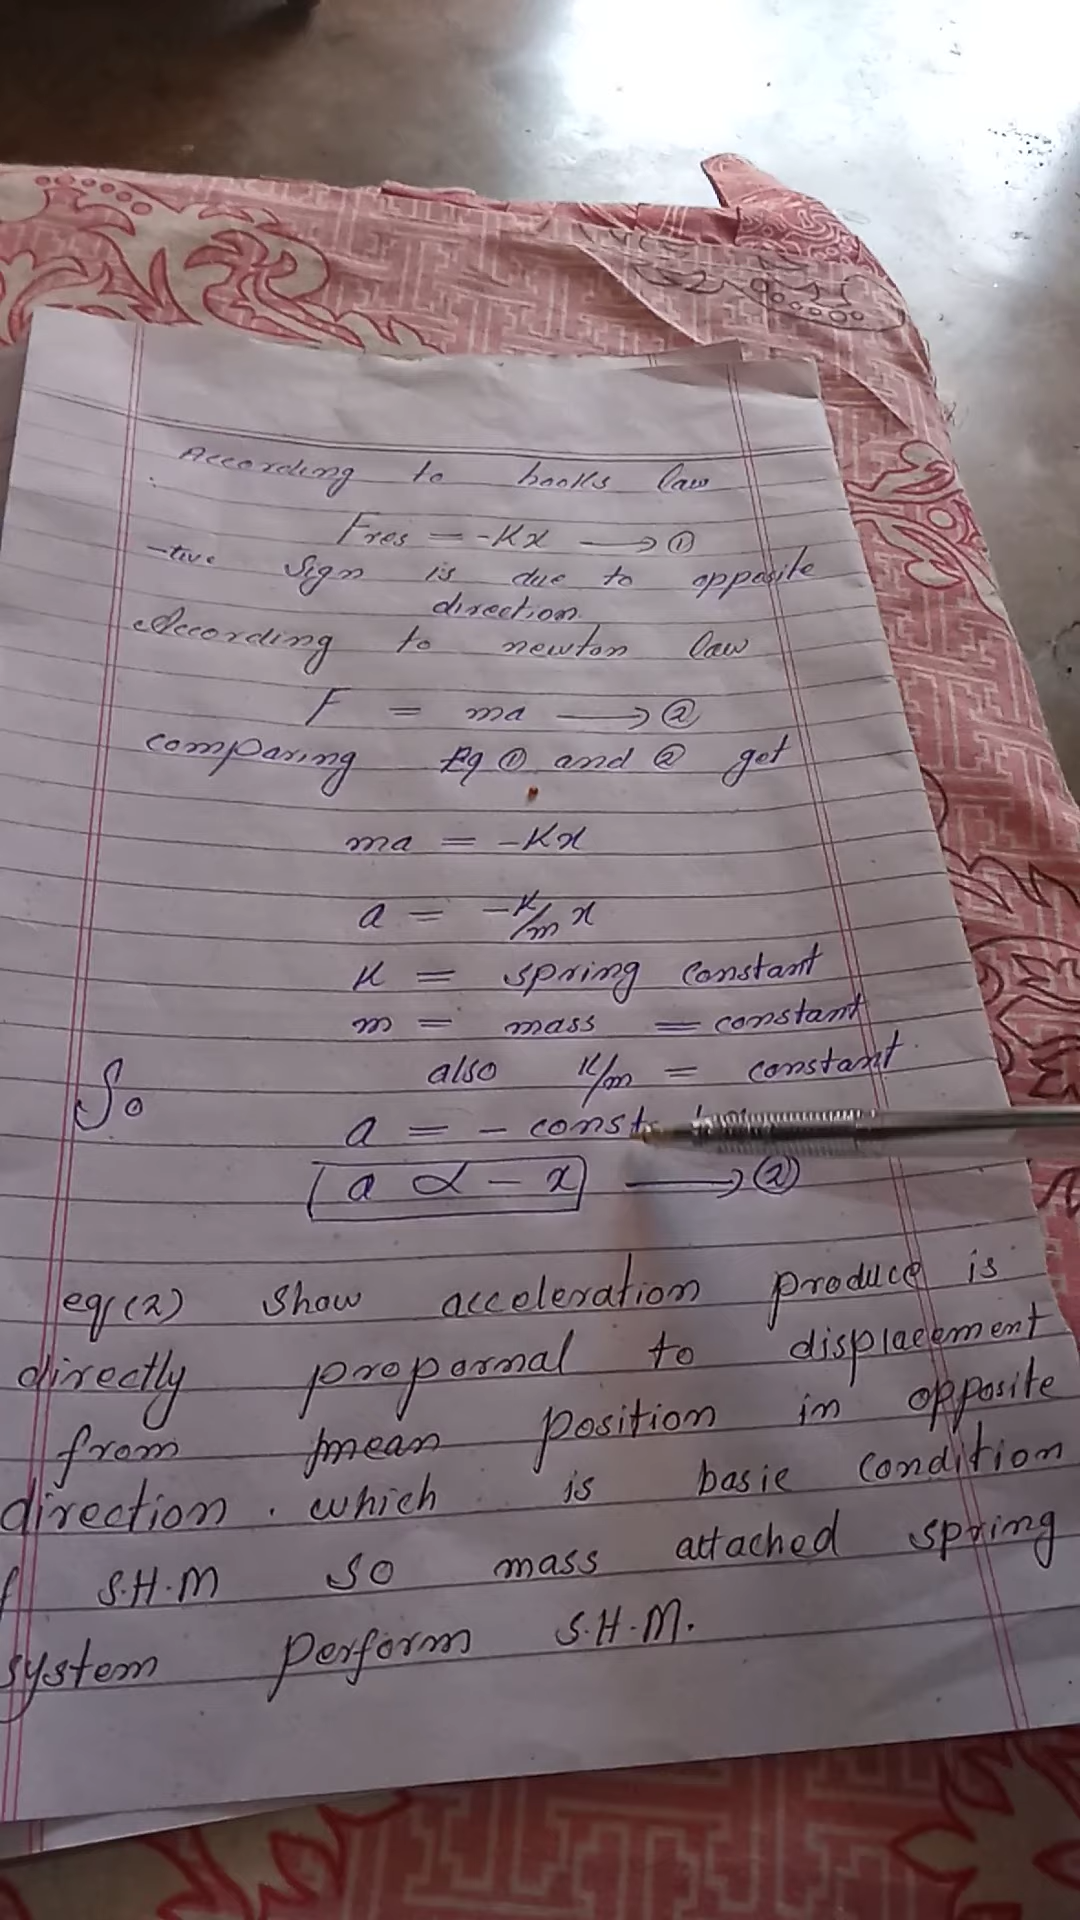 According to hooks law
Fres = -Kx → ①
-tive Sign is due to opposite
direction.
According to newton law
F = ma → ②
comparing Eq ① and ② get
ma = -Kx
a = -K/m x
K = spring constant
m = mass = constant
also K/m = constant
So
a = - const
a ∝ - x → ②
eq(2) show acceleration produce is
directly propormal to displacement
from mean position in opposite
direction. which is basic condition
f S.H.M so mass attached spring
system perform S.H.M.